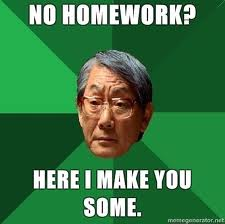 NO HOMEWORK?
HERE I MAKE YOU
SOME.
memegenerator.net